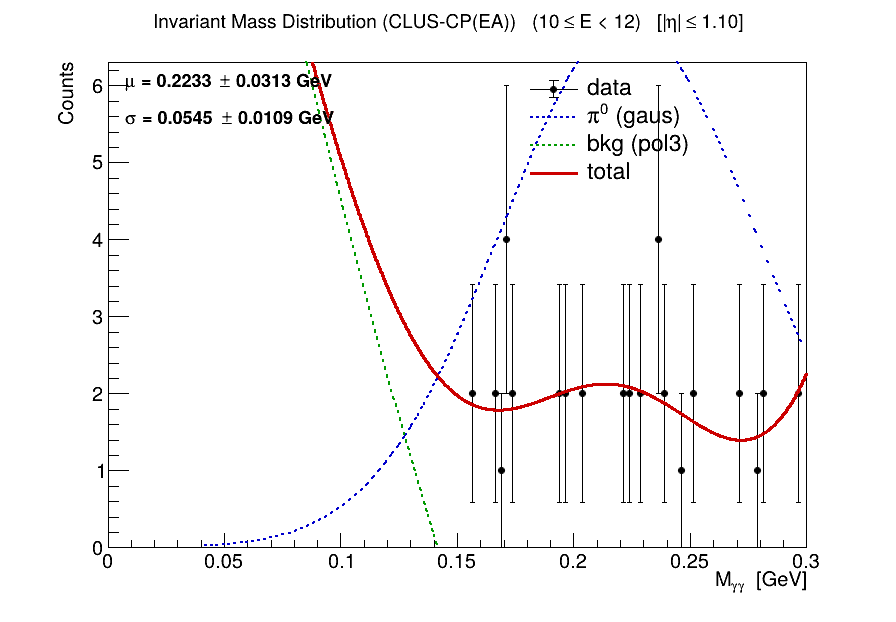 Invariant Mass Distribution (CLUS-CP(EA)) (10 ≤ E < 12) [|η| ≤ 1.10]
Counts
μ = 0.2233 ± 0.0313 GeV
σ = 0.0545 ± 0.0109 GeV
data
π⁰ (gaus)
bkg (pol3)
total
6
5
4
3
2
1
0
0 0.05 0.1 0.15 0.2 0.25 0.3
M_γγ [GeV]